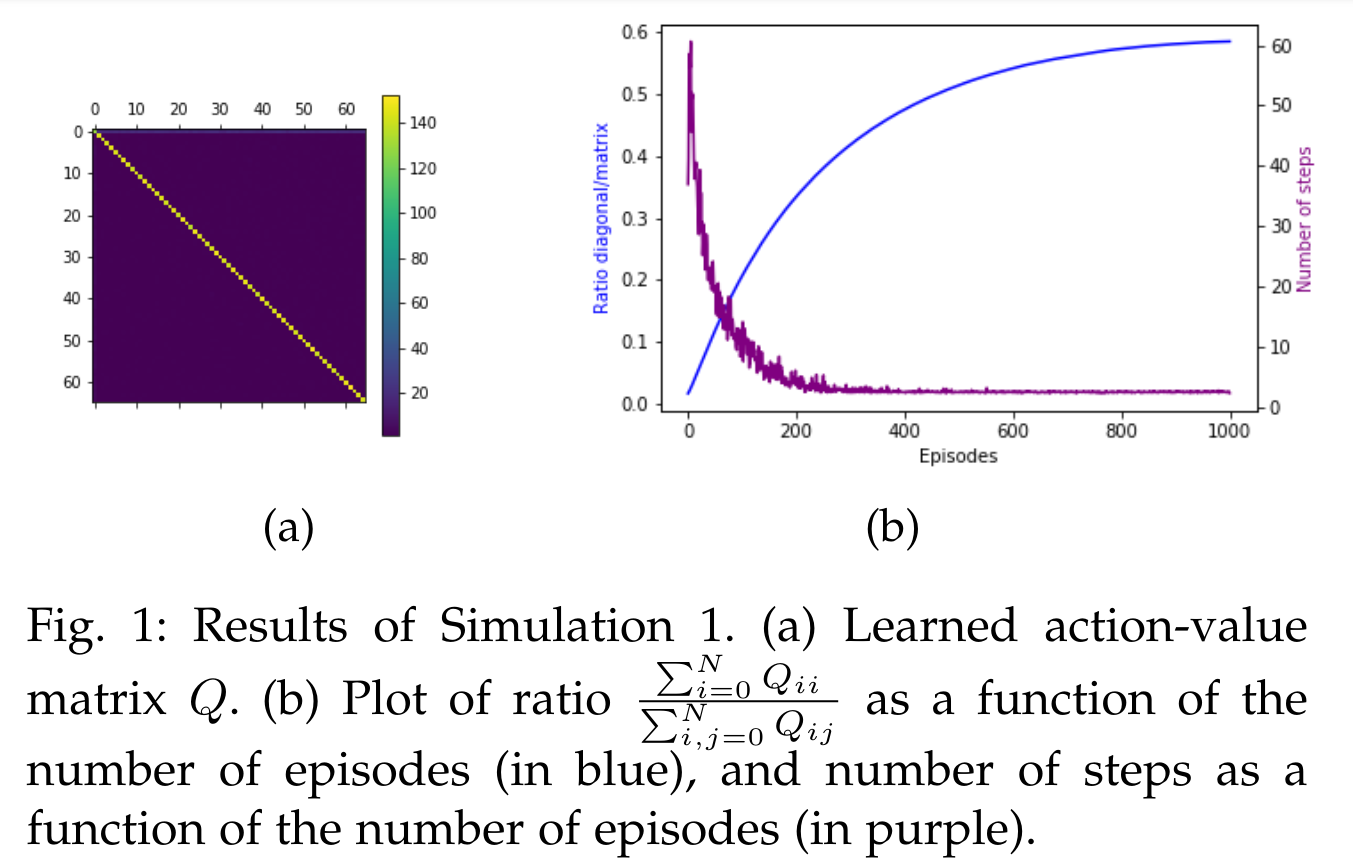 0 10 20 30 40 50 60
0
10
20
30
40
50
60
140
120
100
80
60
40
20
(a)
Ratio diagonal/matrix
0.6
0.5
0.4
0.3
0.2
0.1
0.0
0 200 400 600 800 1000
Episodes
60
50
40
30
20
10
0
Number of steps
(b)
Fig. 1: Results of Simulation 1. (a) Learned action-value
matrix Q. (b) Plot of ratio $\frac{\sum_{i=0}^{N} Q_{ii}}{\sum_{i,j=0}^{N} Q_{ij}}$ as a function of the
number of episodes (in blue), and number of steps as a
function of the number of episodes (in purple).